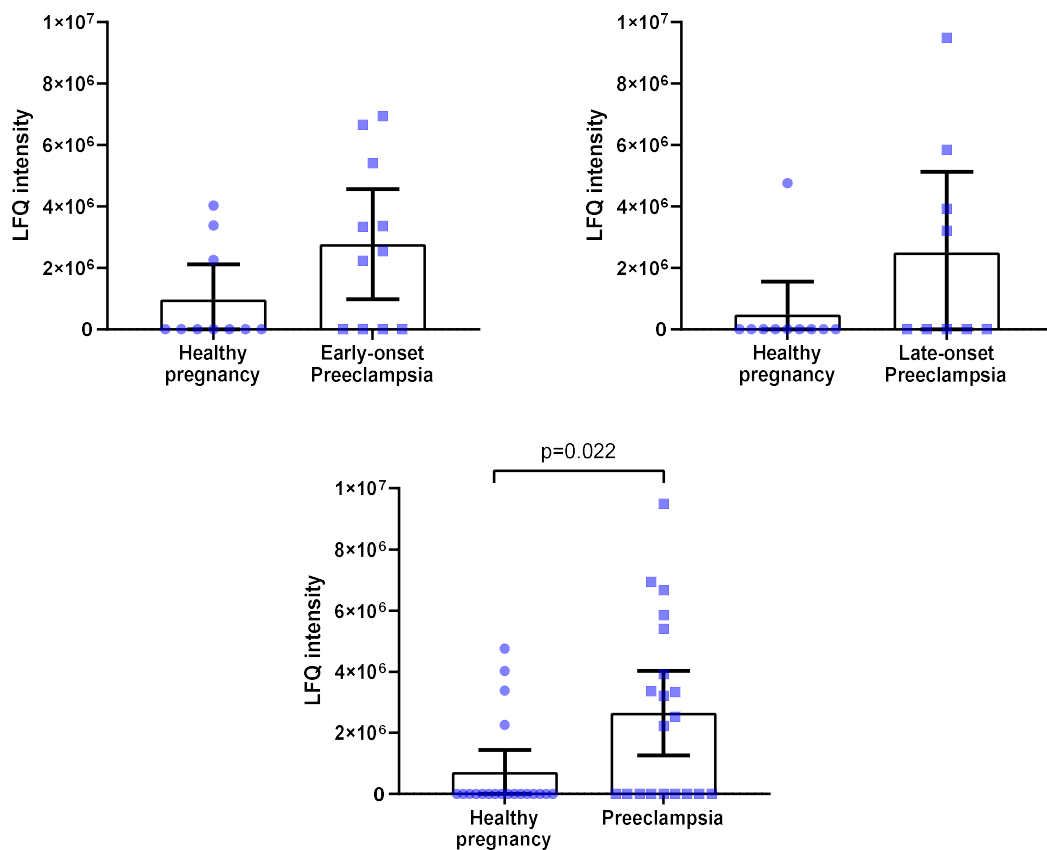 LFQ intensity
1×10⁷
8×10⁶
6×10⁶
4×10⁶
2×10⁶
0
Healthy
pregnancy
Early-onset
Preeclampsia
LFQ intensity
1×10⁷
8×10⁶
6×10⁶
4×10⁶
2×10⁶
0
Healthy
pregnancy
Late-onset
Preeclampsia
p=0.022
LFQ intensity
1×10⁷
8×10⁶
6×10⁶
4×10⁶
2×10⁶
0
Healthy
pregnancy
Preeclampsia